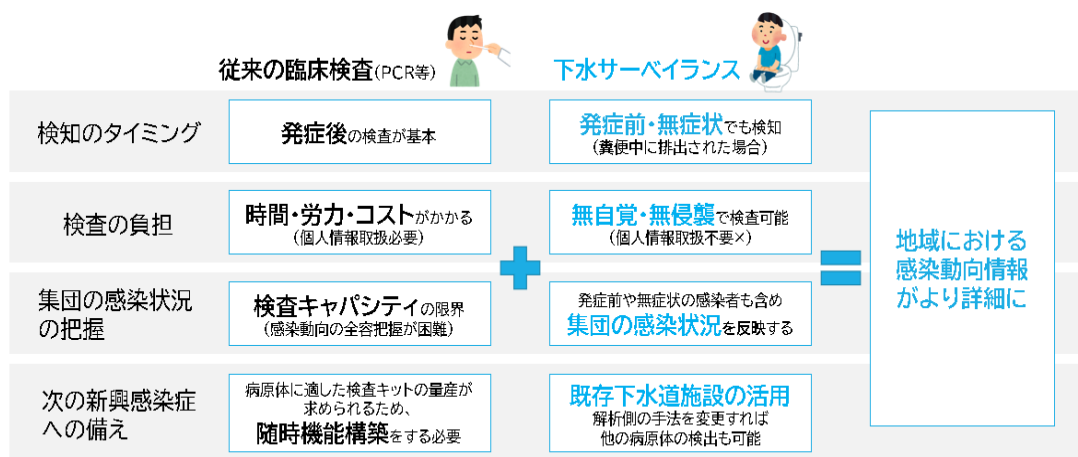 従来の臨床検査(PCR等)
下水サーベイランス
検知のタイミング
発症後の検査が基本
発症前・無症状でも検知
(糞便中に排出された場合)
検査の負担
時間・労力・コストがかかる
(個人情報取扱必要)
無自覚・無侵襲で検査可能
(個人情報取扱不要×)
集団の感染状況
の把握
検査キャパシティの限界
(感染動向の全容把握が困難)
発症前や無症状の感染者も含め
集団の感染状況を反映する
次の新興感染症
への備え
病原体に適した検査キットの量産が
求められるため、
随時機能構築をする必要
既存下水道施設の活用
解析側の手法を変更すれば
他の病原体の検出も可能
地域における
感染動向情報
がより詳細に